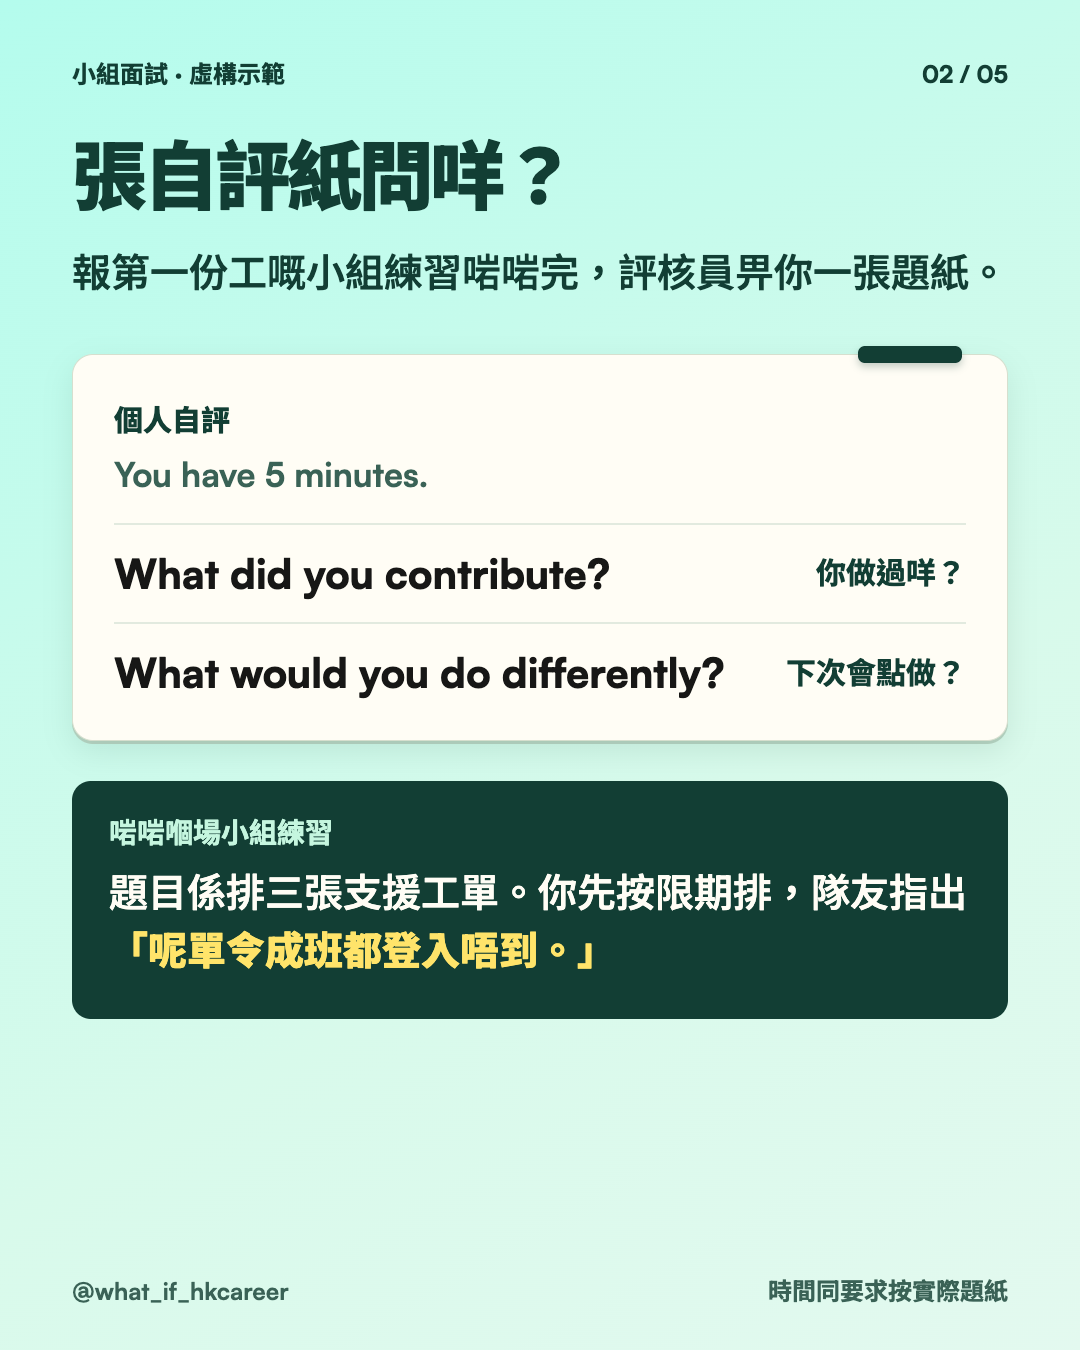 小組面試 · 虛構示範
02 / 05
張自評紙問咩？
報第一份工嘅小組練習啱啱完，評核員畀你一張題紙。
個人自評
You have 5 minutes.
What did you contribute?
你做過咩？
What would you do differently?
下次會點做？
啱啱嗰場小組練習
題目係排三張支援工單。你先按限期排，隊友指出
「呢單令成班都登入唔到。」
@what_if_hkcareer
時間同要求按實際題紙